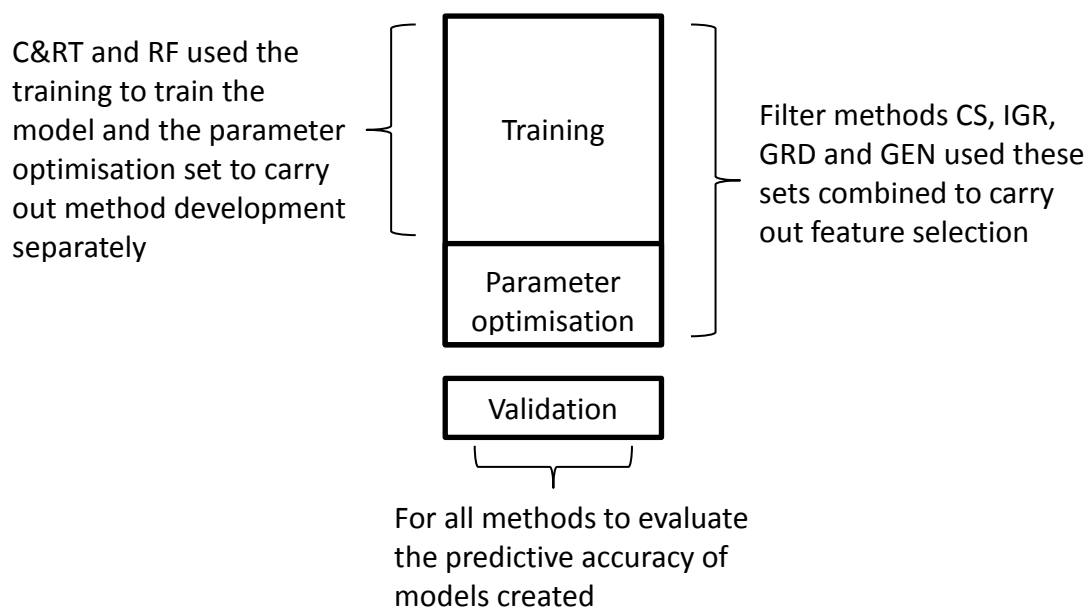 C&RT and RF used the
training to train the
model and the parameter
optimisation set to carry
out method development
separately
Training
Parameter
optimisation
Filter methods CS, IGR,
GRD and GEN used these
sets combined to carry
out feature selection
Validation
For all methods to evaluate
the predictive accuracy of
models created